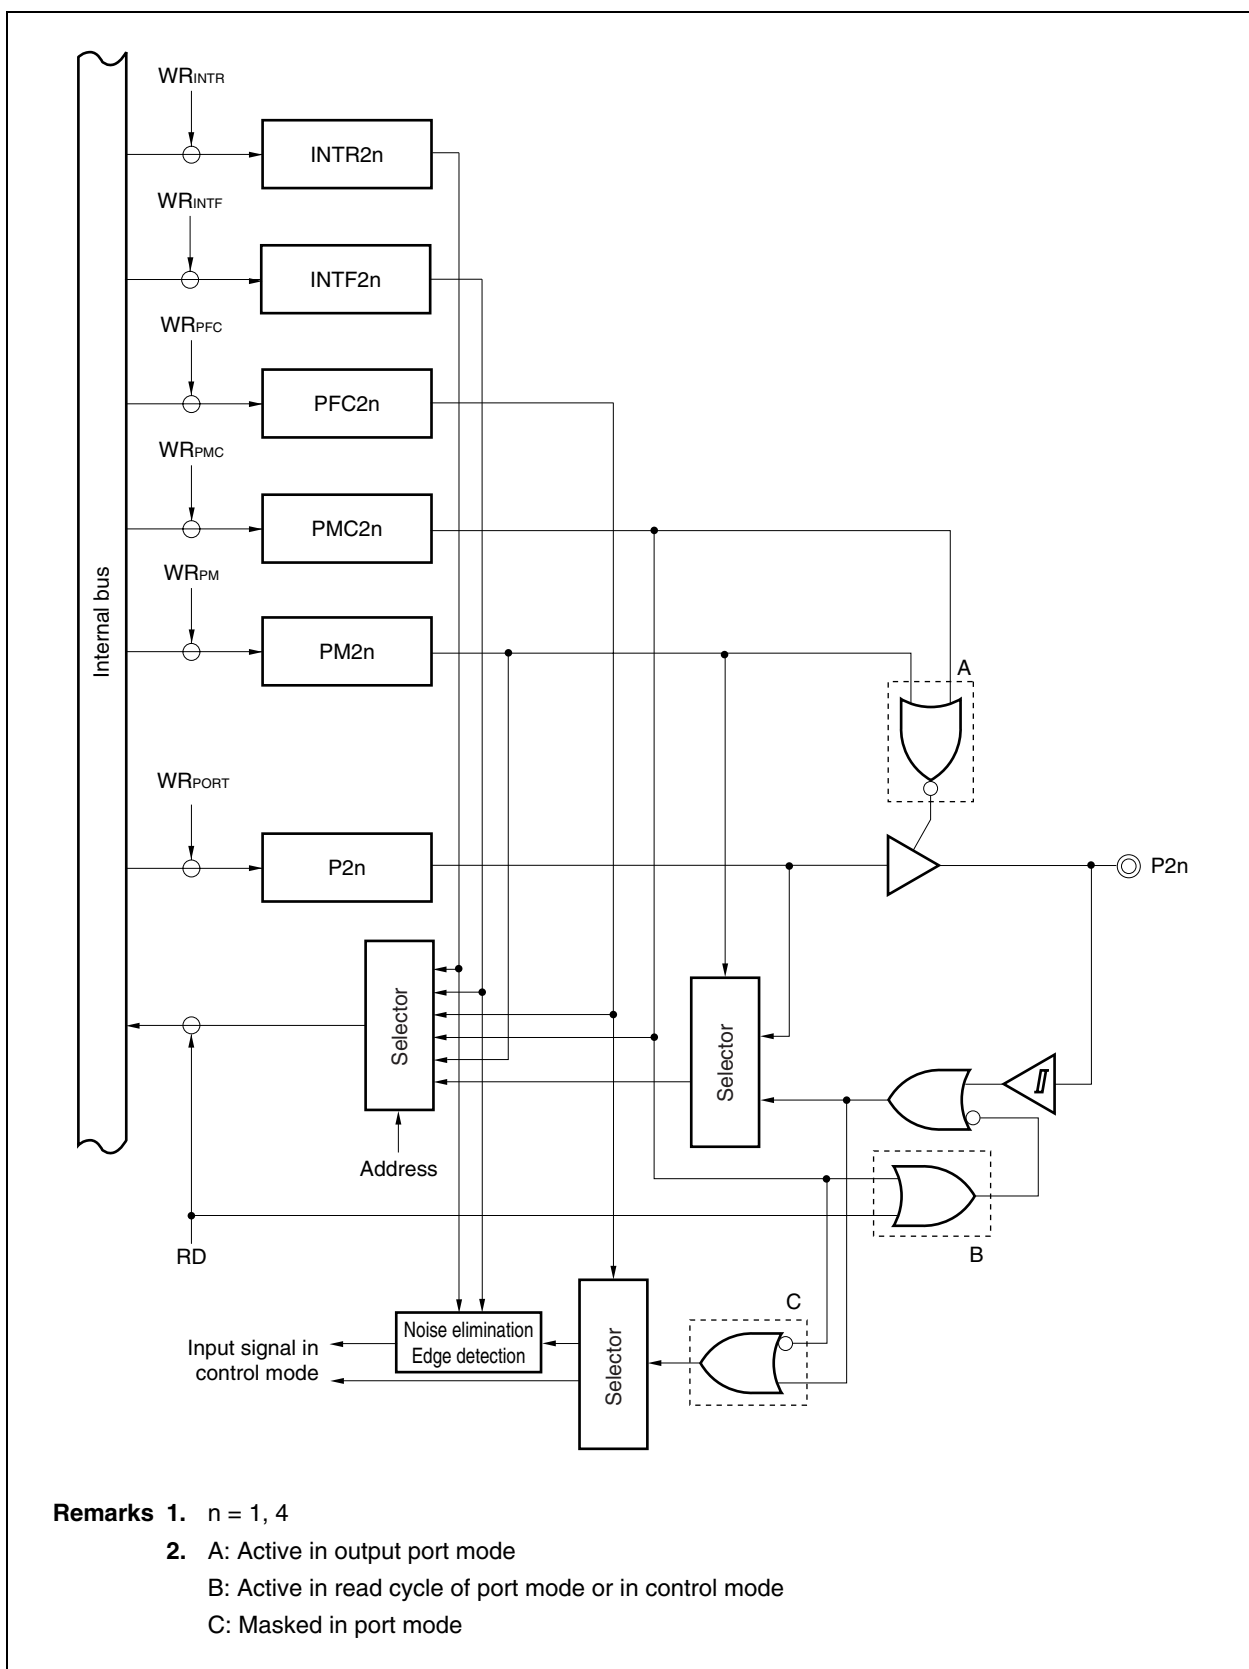 WRINTR
INTR2n
WRINTF
INTF2n
WRPFC
PFC2n
WRPMC
PMC2n
WRPM
PM2n
Internal bus
A
WRPORT
P2n
P2n
Selector
Selector
Address
RD
B
C
Noise elimination
Edge detection
Selector
Input signal in
control mode
Remarks 1. n = 1, 4
2. A: Active in output port mode
B: Active in read cycle of port mode or in control mode
C: Masked in port mode